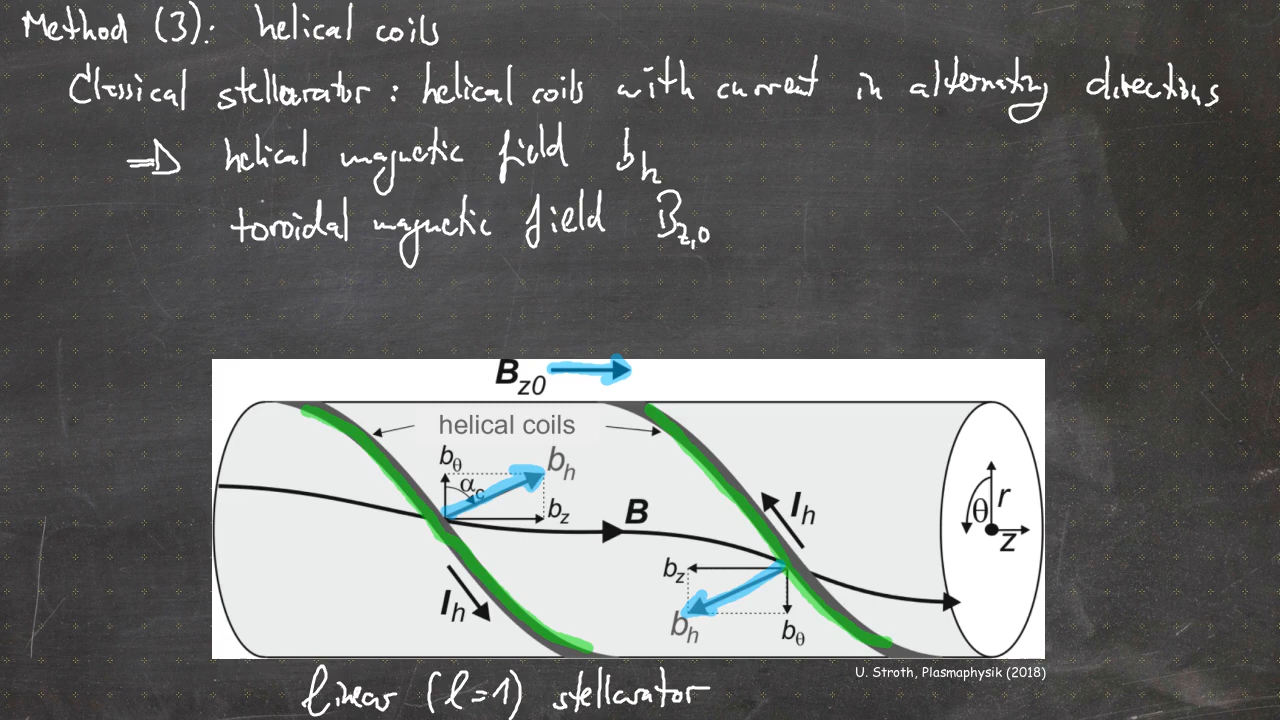 Method (3): helical coils
Classical stellarator: helical coils with current in alternating directions
⇒ helical magnetic field b_h
toroidal magnetic field B_z,0
B_z0
helical coils
b_θ
b_h
α_c
b_z
B
I_h
r
θ
z
b_z
I_h
b_h
b_θ
U. Stroth, Plasmaphysik (2018)
linear (l=1) stellarator